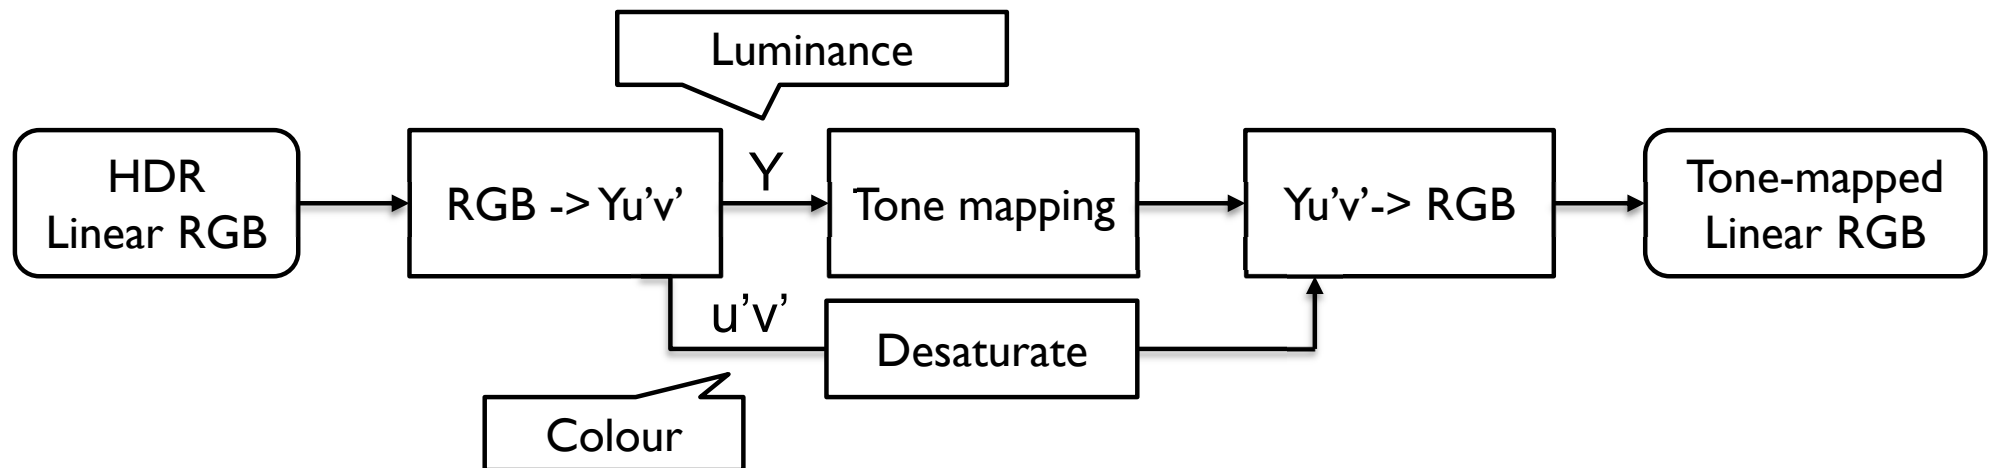 Luminance
HDR
Linear RGB
RGB -> Yu’v’
Y
Tone mapping
Yu’v’-> RGB
Tone-mapped
Linear RGB
u’v’
Desaturate
Colour